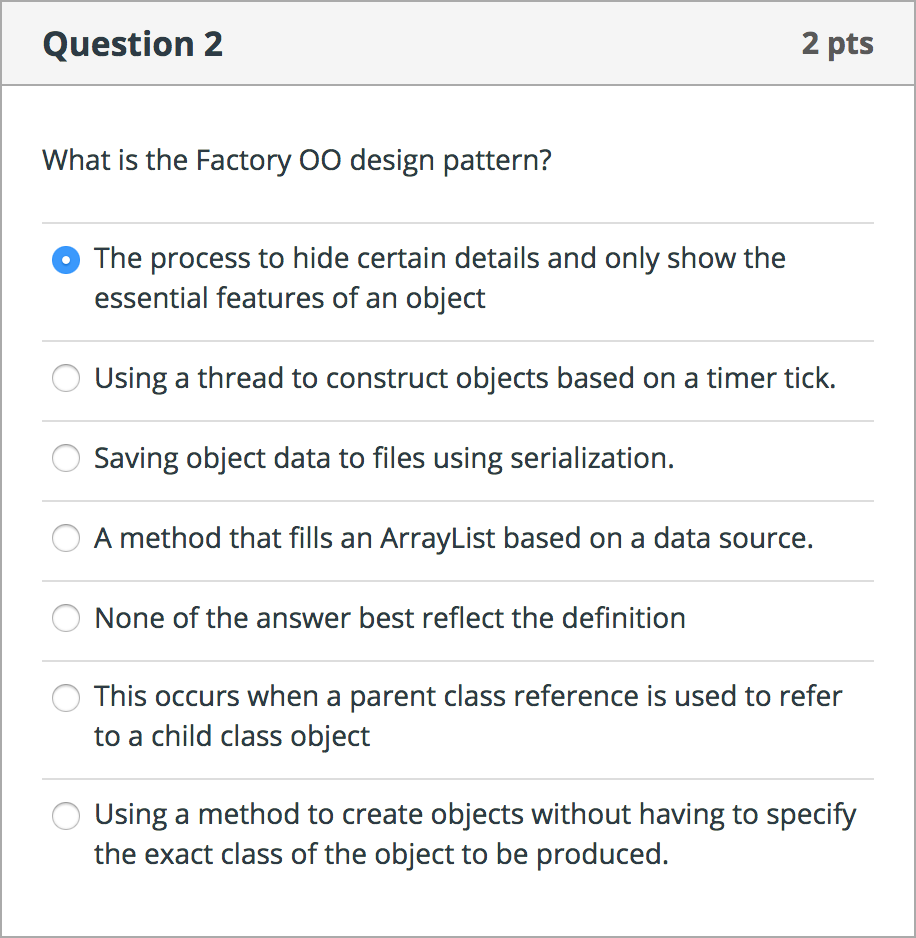 Question 2
2 pts
What is the Factory OO design pattern?
The process to hide certain details and only show the
essential features of an object
Using a thread to construct objects based on a timer tick.
Saving object data to files using serialization.
A method that fills an ArrayList based on a data source.
None of the answer best reflect the definition
This occurs when a parent class reference is used to refer
to a child class object
Using a method to create objects without having to specify
the exact class of the object to be produced.